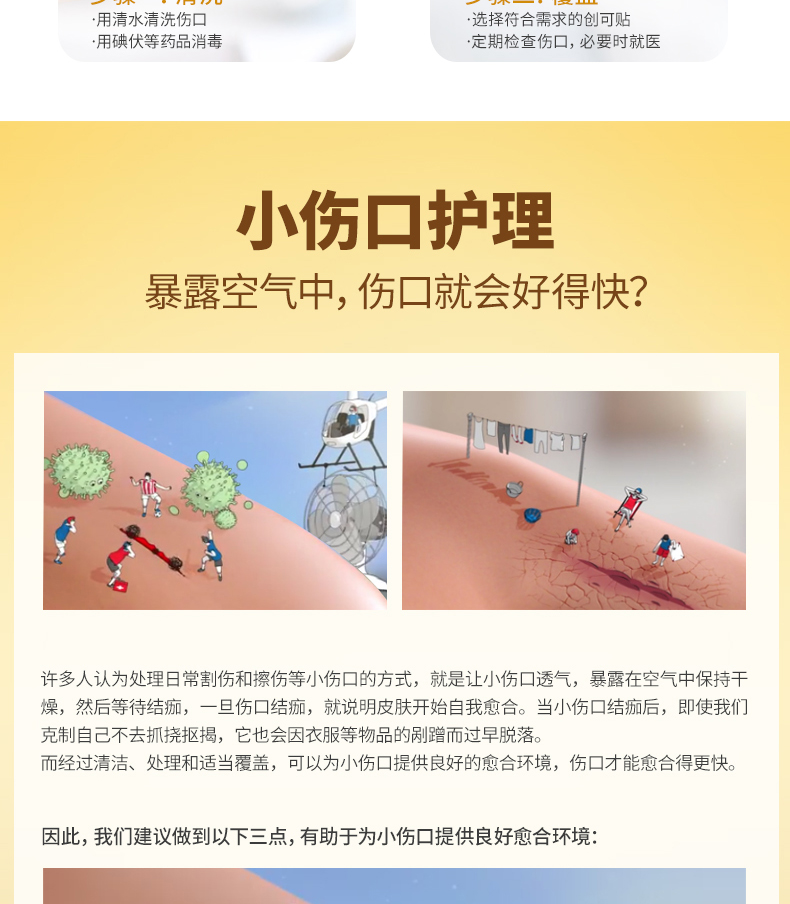 ·用清水清洗伤口
·用碘伏等药品消毒
·选择符合需求的创可贴
·定期检查伤口，必要时就医
小伤口护理
暴露空气中，伤口就会好得快？
许多人认为处理日常割伤和擦伤等小伤口的方式，就是让小伤口透气，暴露在空气中保持干
燥，然后等待结痂，一旦伤口结痂，就说明皮肤开始自我愈合。当小伤口结痂后，即使我们
克制自己不去抓挠抠揭，它也会因衣服等物品的剐蹭而过早脱落。
而经过清洁、处理和适当覆盖，可以为小伤口提供良好的愈合环境，伤口才能愈合得更快。
因此，我们建议做到以下三点，有助于为小伤口提供良好愈合环境：